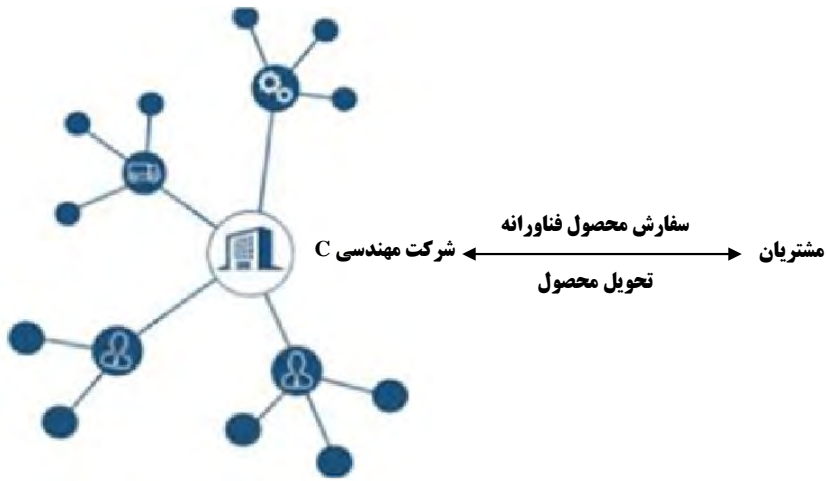 سفارش محصول فناورانه
مشتریان
شرکت مهندسی C
تحویل محصول